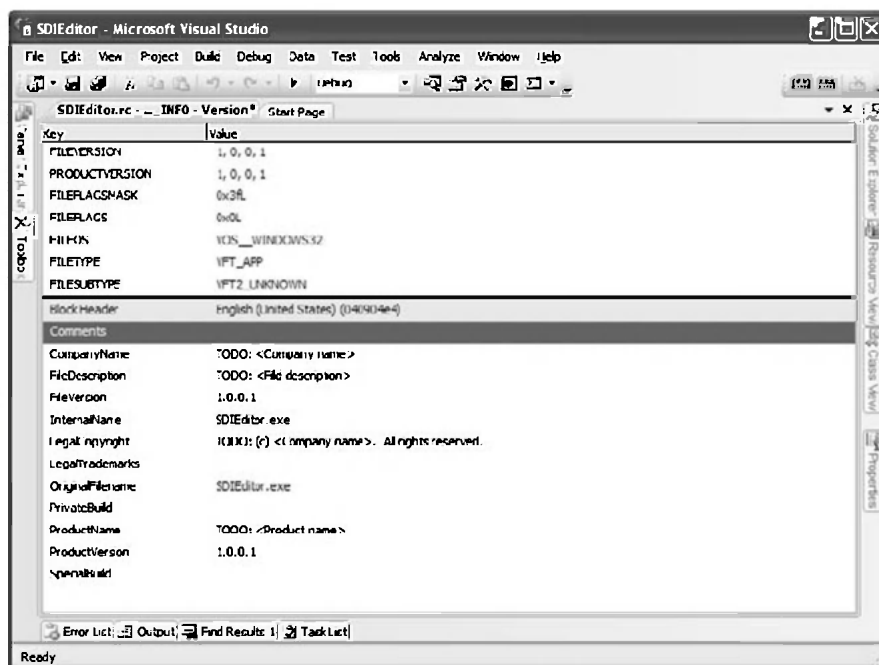 SDIEditor - Microsoft Visual Studio
File Edit View Project Build Debug Data Test Tools Analyze Window Help
Debug
SDIEditor.rc - ..._INFO - Version* Start Page
Key Value
FILEVERSION 1, 0, 0, 1
PRODUCTVERSION 1, 0, 0, 1
FILEFLAGSMASK 0x3fL
FILEFLAGS 0x0L
FILEOS VOS__WINDOWS32
FILETYPE VFT_APP
FILESUBTYPE VFT2_UNKNOWN
Block Header English (United States) (040904e4)
Comments
CompanyName TODO: <Company name>
FileDescription TODO: <File description>
FileVersion 1.0.0.1
InternalName SDIEditor.exe
LegalCopyright TODO: (c) <Company name>. All rights reserved.
LegalTrademarks
OriginalFilename SDIEditor.exe
PrivateBuild
ProductName TODO: <Product name>
ProductVersion 1.0.0.1
SpecialBuild
Toolbox
Solution Explorer
Resource View
Class View
Properties
Error List Output Find Results 1 Task List
Ready